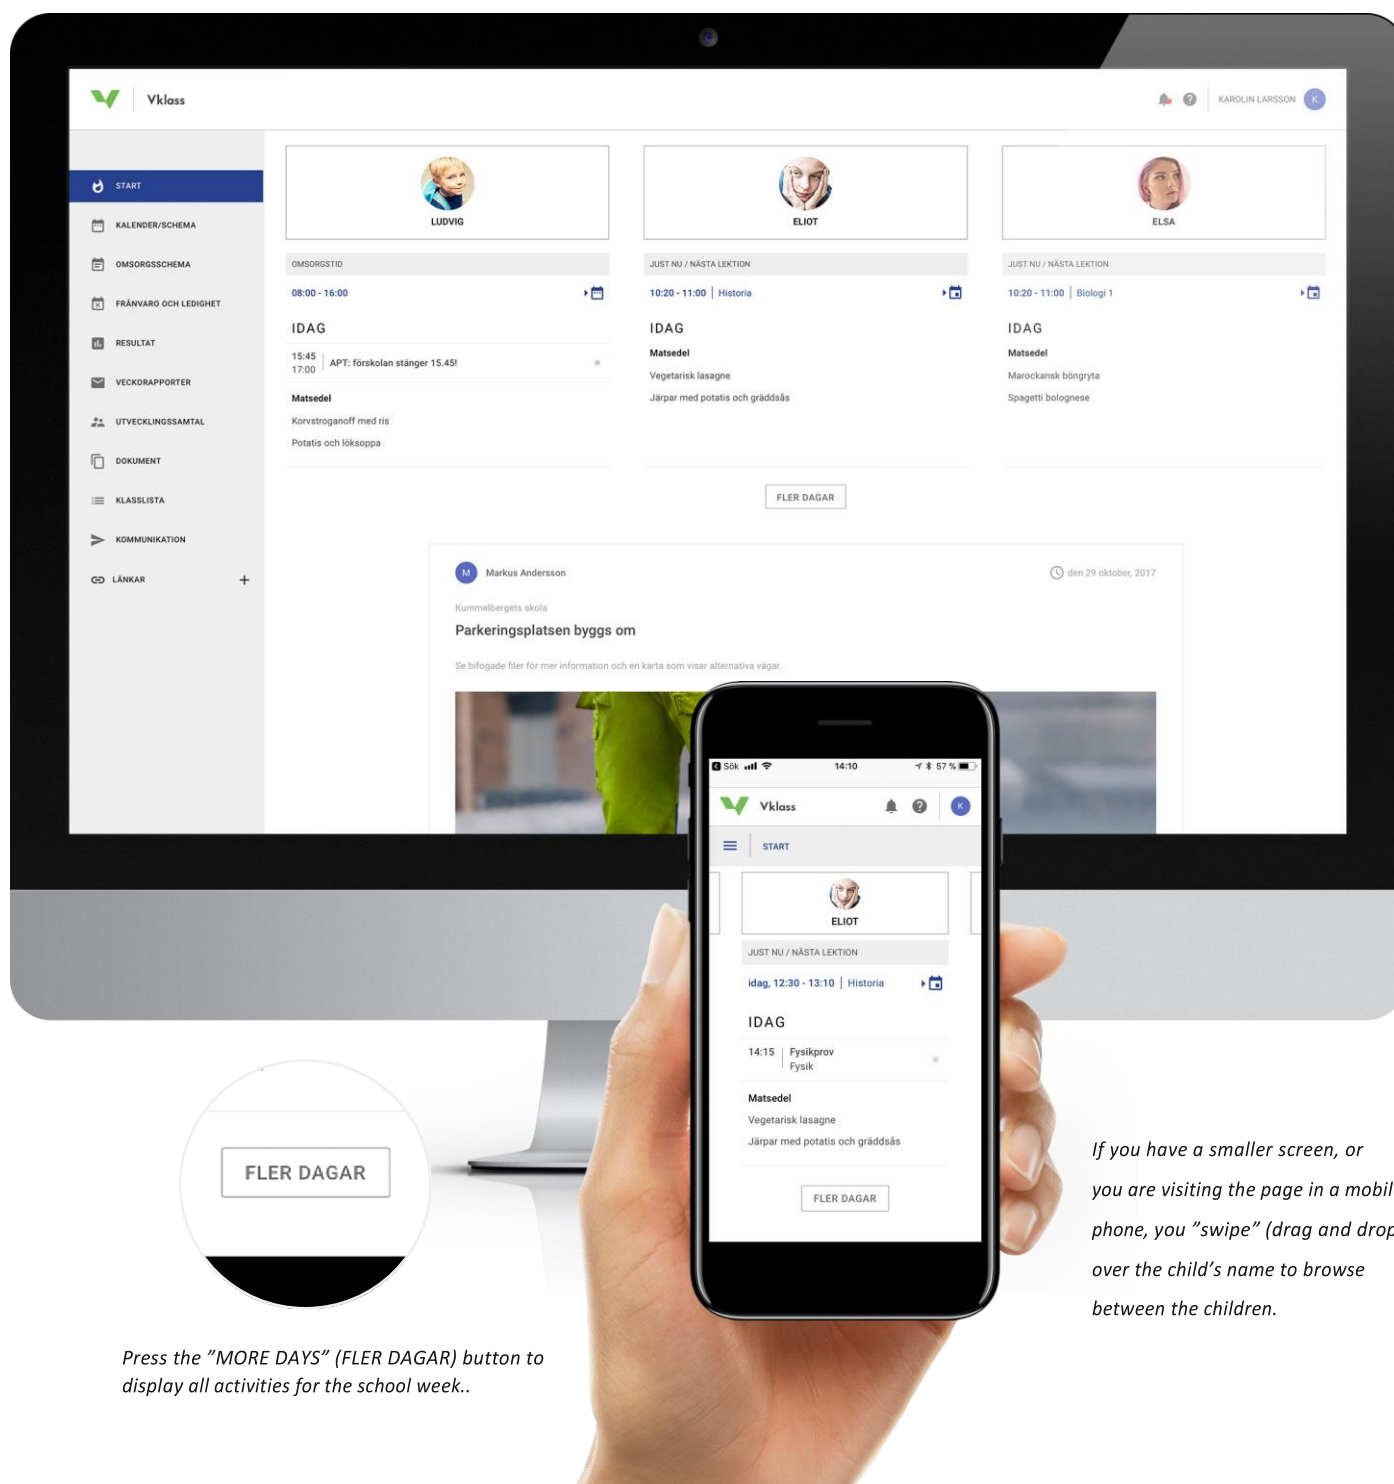 Vklass
KAROLIN LARSSON K
START
KALENDER/SCHEMA
OMSORGSSCHEMA
FRÅNVARO OCH LEDIGHET
RESULTAT
VECKORAPPORTER
UTVECKLINGSSAMTAL
DOKUMENT
KLASSLISTA
KOMMUNIKATION
LÄNKAR +
LUDVIG
OMSORGSTID
08:00 - 16:00
IDAG
15:45
17:00
APT: förskolan stänger 15.45!
Matsedel
Korvstroganoff med ris
Potatis och löksoppa
ELIOT
JUST NU / NÄSTA LEKTION
10:20 - 11:00 | Historia
IDAG
Matsedel
Vegetarisk lasagne
Järpar med potatis och gräddsås
ELSA
JUST NU / NÄSTA LEKTION
10:20 - 11:00 | Biologi 1
IDAG
Matsedel
Marockansk böngryta
Spagetti bolognese
FLER DAGAR
M Markus Andersson
den 29 oktober, 2017
Kummelbergets skola
Parkeringsplatsen byggs om
Se bifogade filer för mer information och en karta som visar alternativa vägar.
Sök 14:10 57 %
Vklass K
START
ELIOT
JUST NU / NÄSTA LEKTION
idag, 12:30 - 13:10 | Historia
IDAG
14:15 | Fysikprov
Fysik
Matsedel
Vegetarisk lasagne
Järpar med potatis och gräddsås
FLER DAGAR
FLER DAGAR
Press the ”MORE DAYS” (FLER DAGAR) button to
display all activities for the school week..
If you have a smaller screen, or
you are visiting the page in a mobil
phone, you ”swipe” (drag and drop
over the child’s name to browse
between the children.